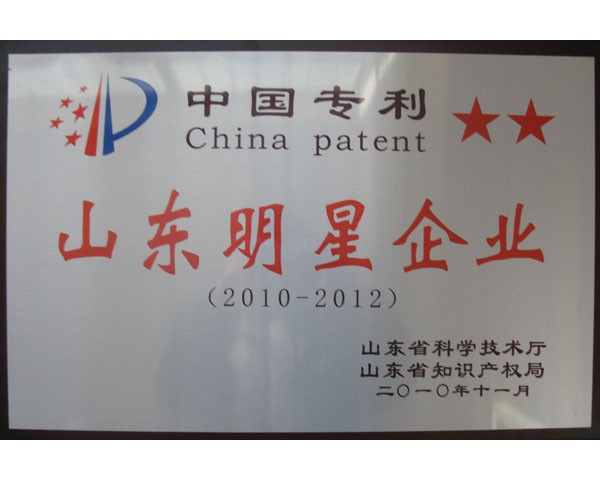 中国专利
China patent
山东明星企业
(2010-2012)
山东省科学技术厅
山东省知识产权局
二〇一〇年十一月